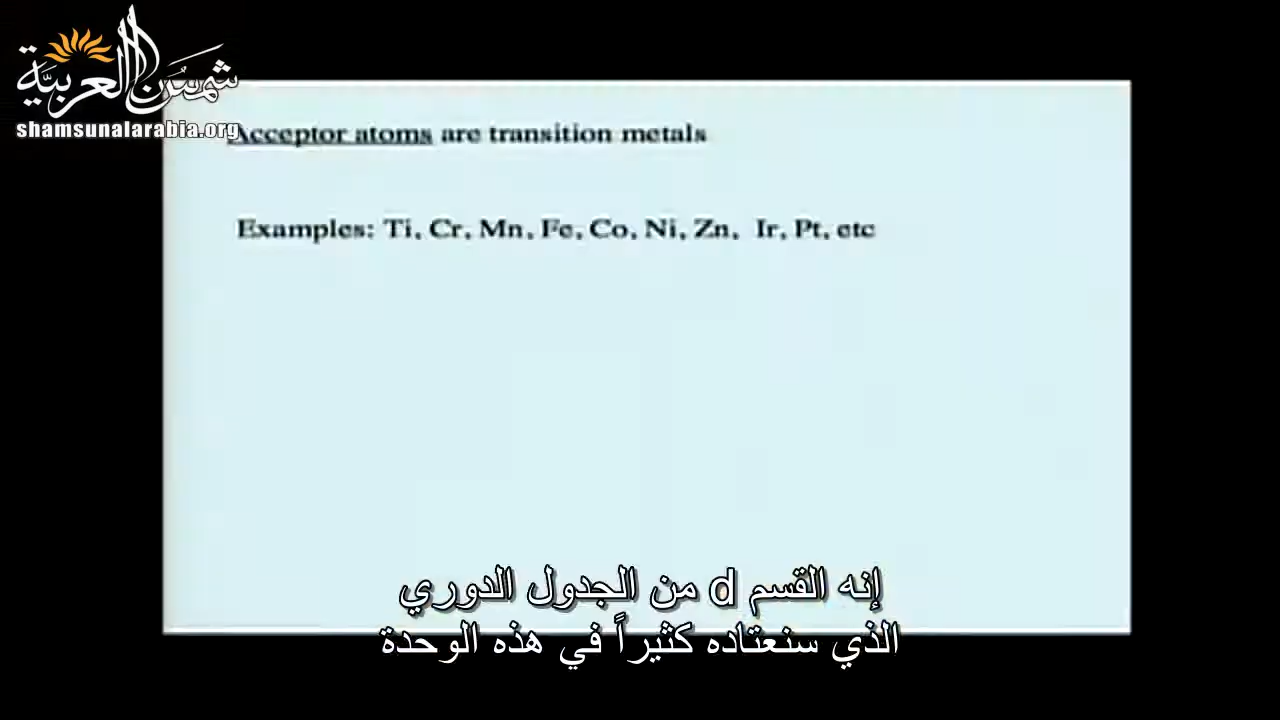 شمس العربية
shamsunalarabia.org
Acceptor atoms are transition metals
Examples: Ti, Cr, Mn, Fe, Co, Ni, Zn, Ir, Pt, etc
إنه القسم d من الجدول الدوري
الذي سنعتاده كثيراً في هذه الوحدة